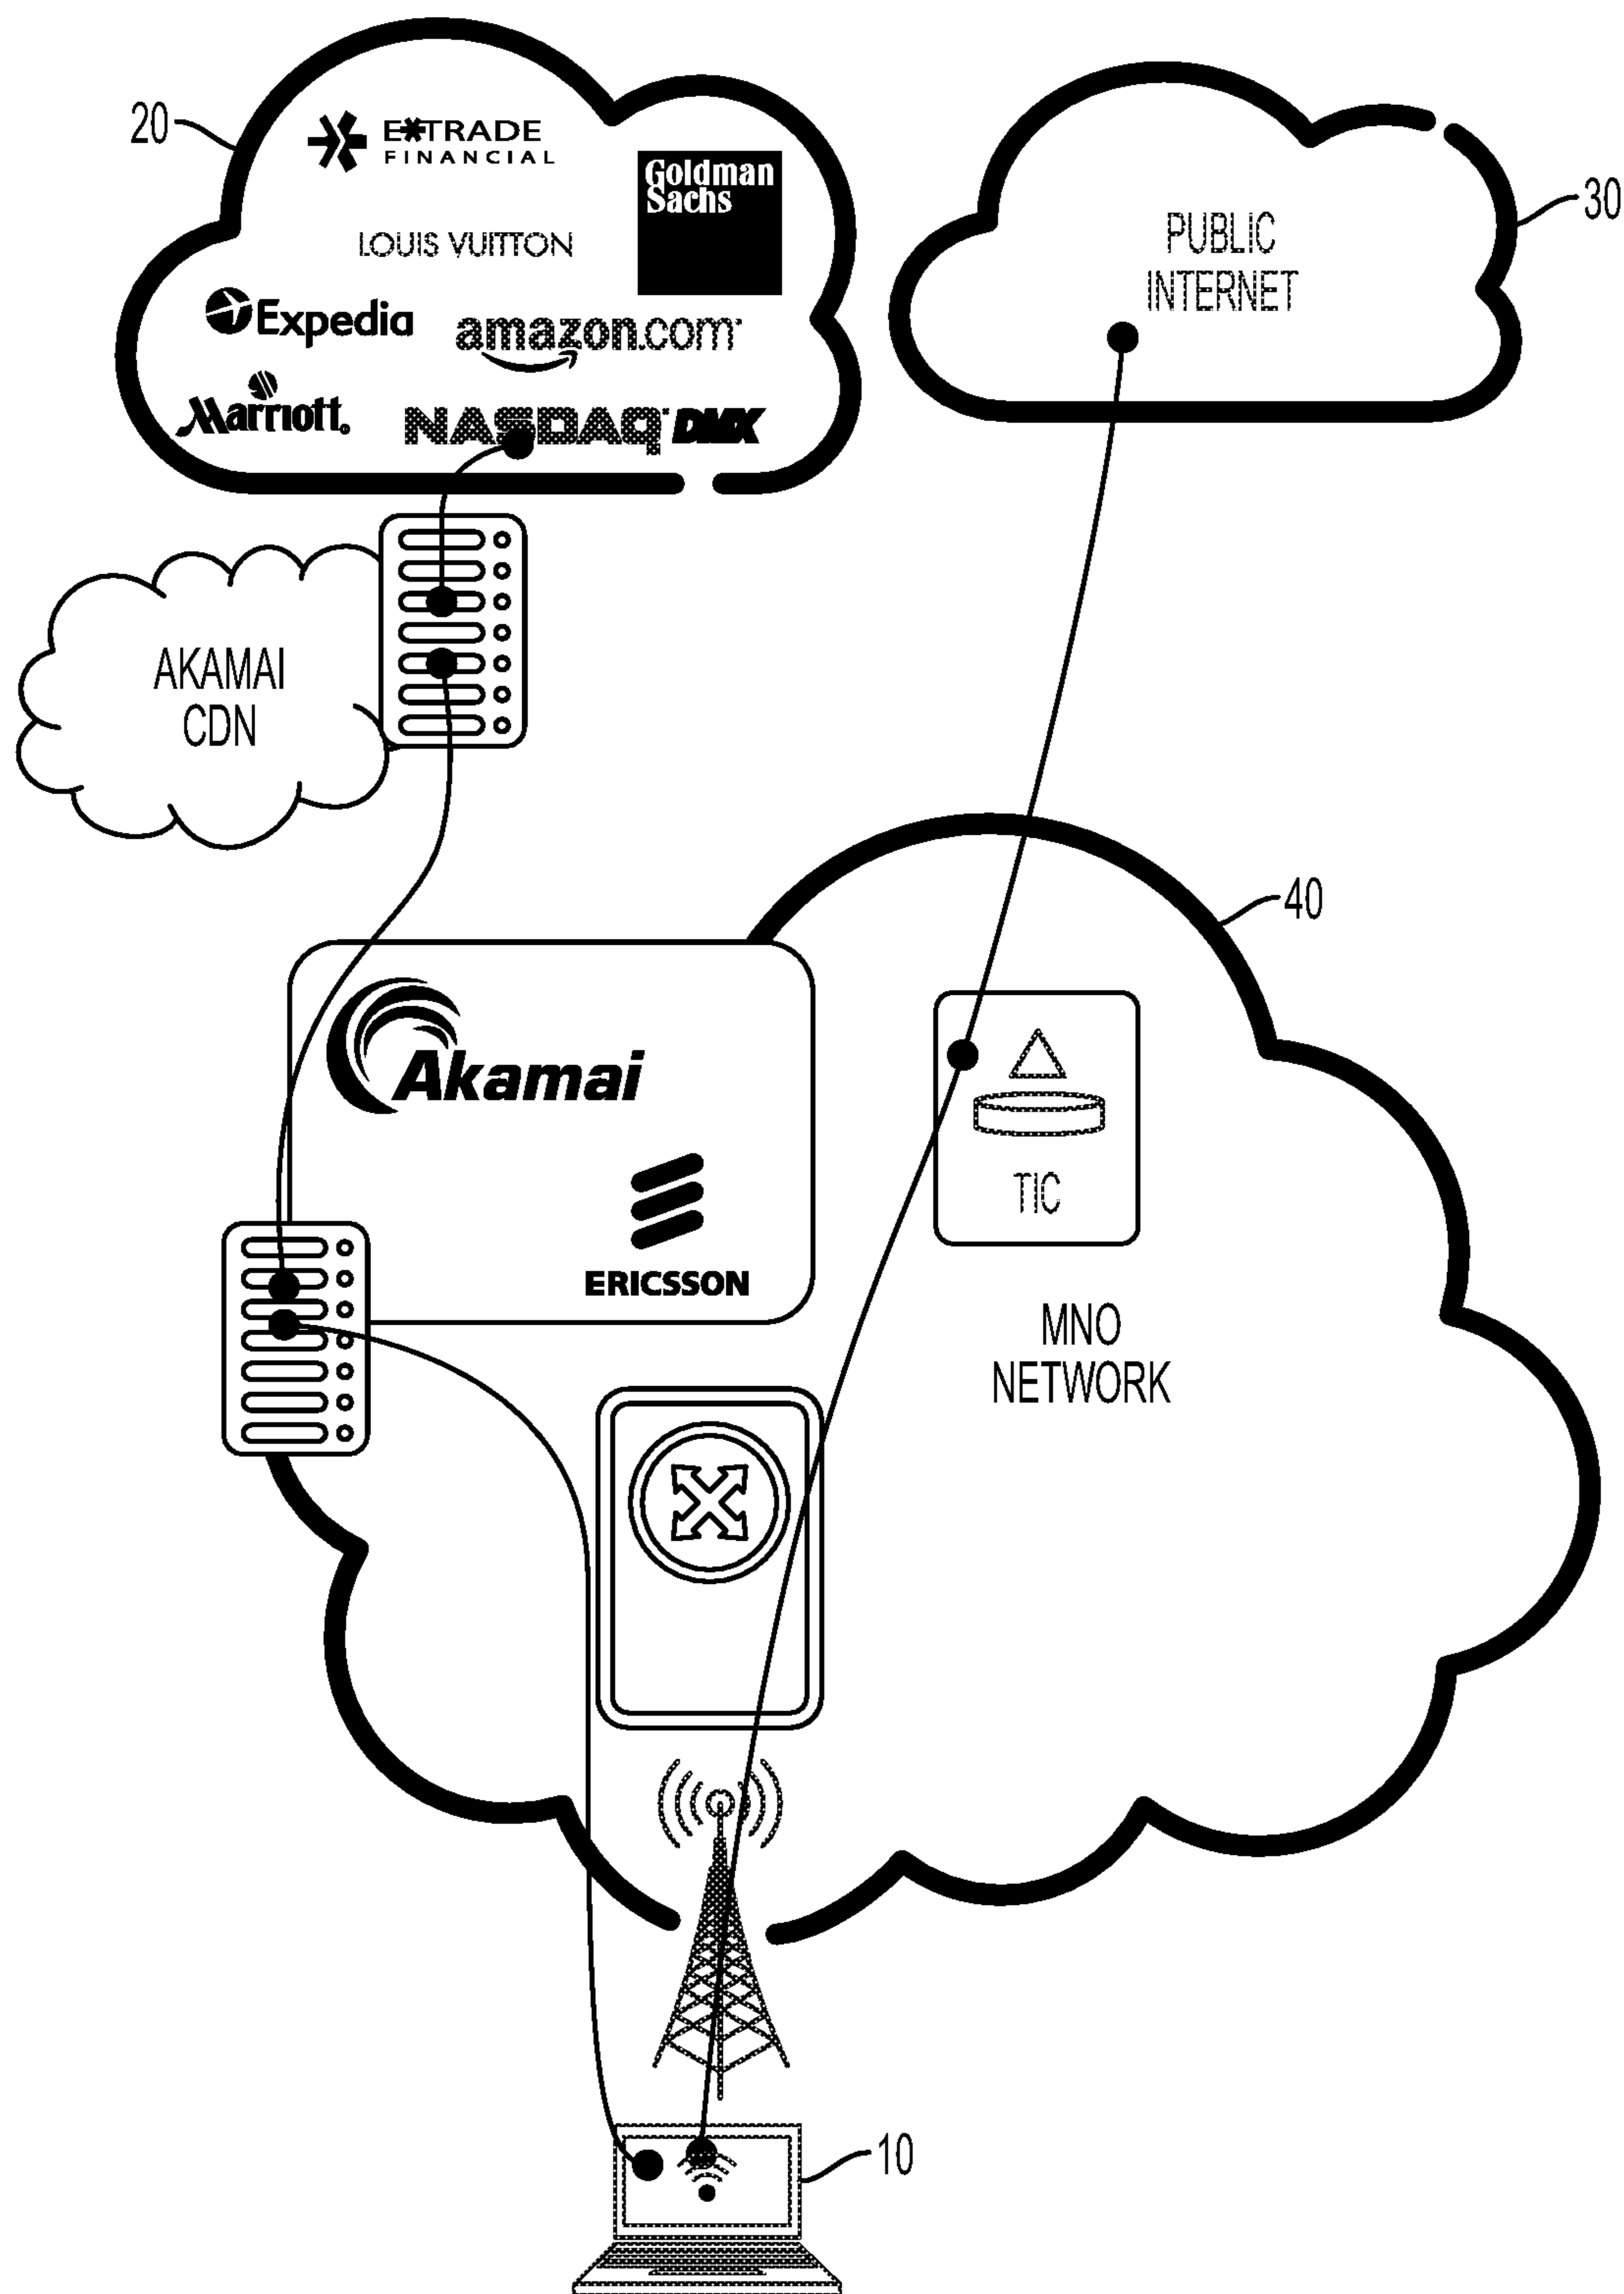 20
E*TRADE
FINANCIAL
Goldman
Sachs
LOUIS VUITTON
Expedia
amazon.com
Marriott
NASDAQ DMX
PUBLIC
INTERNET
30
AKAMAI
CDN
40
Akamai
ERICSSON
TIC
MNO
NETWORK
10